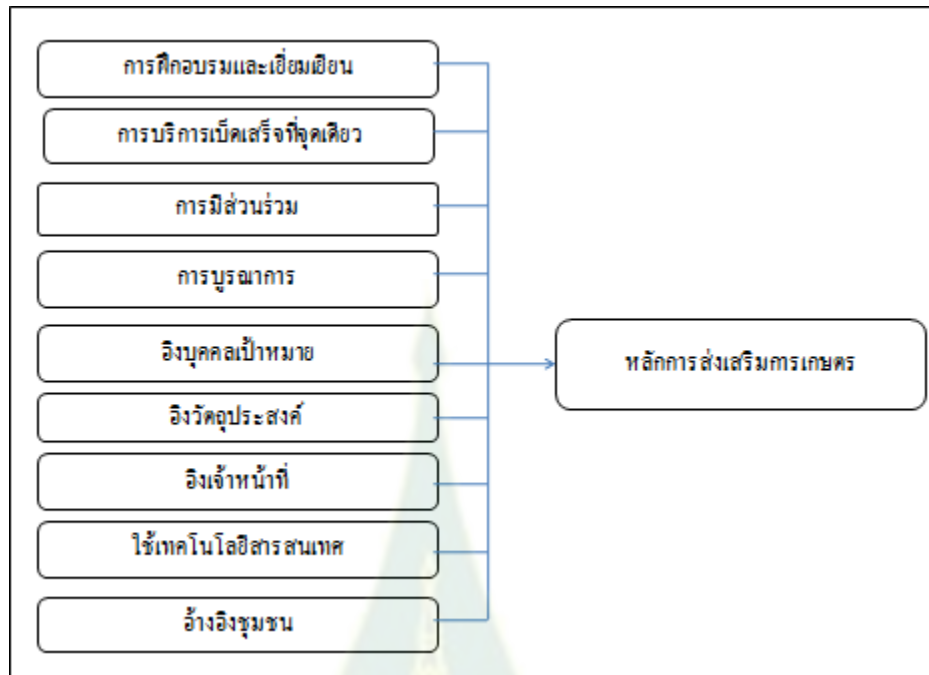 การฝึกอบรมและเยี่ยมเยียน
การบริการเบ็ดเสร็จที่จุดเดียว
การมีส่วนร่วม
การบูรณาการ
อิงบุคคลเป้าหมาย
หลักการส่งเสริมการเกษตร
อิงวัตถุประสงค์
อิงเจ้าหน้าที่
ใช้เทคโนโลยีสารสนเทศ
อ้างอิงชุมชน